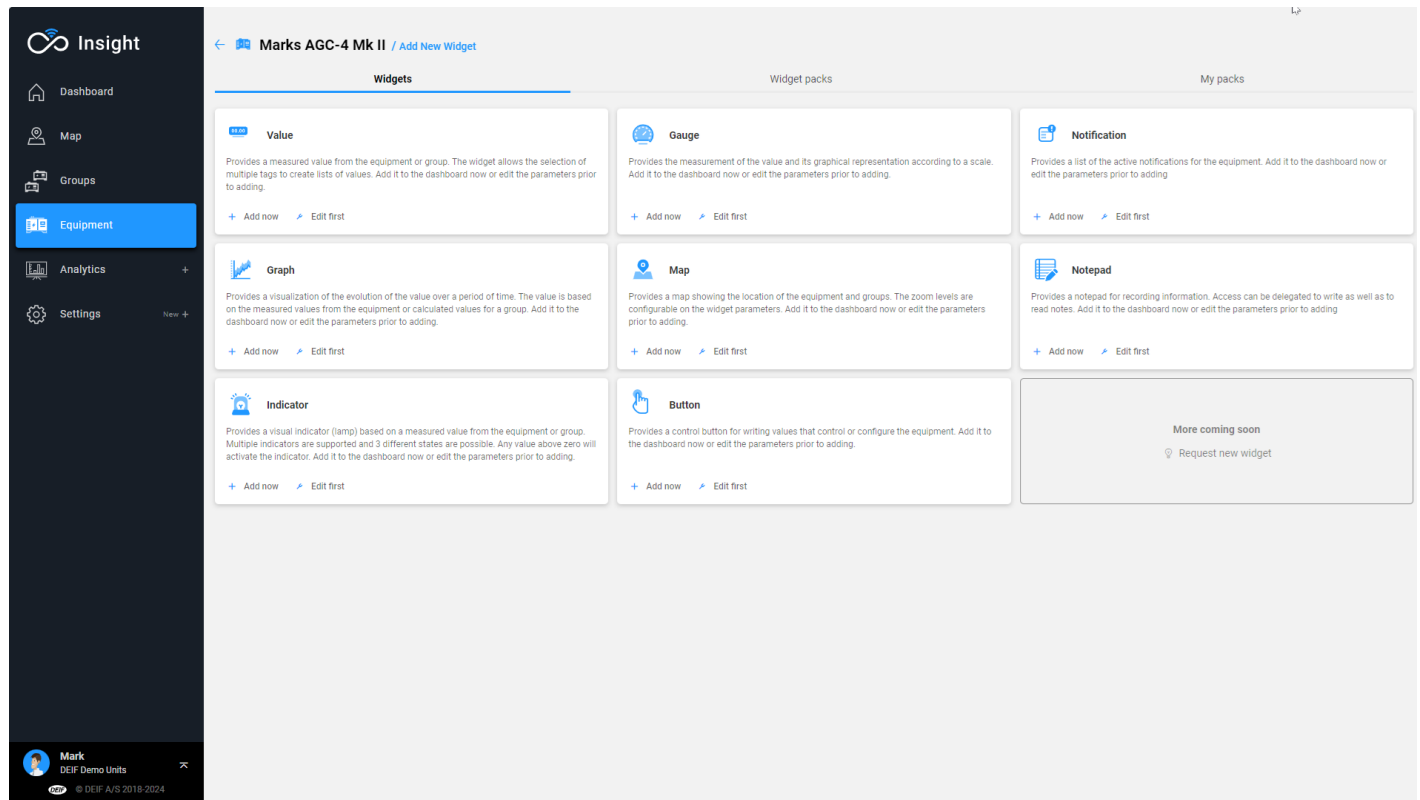 Insight
Dashboard
Map
Groups
Equipment
Analytics +
Settings New +
Mark
DEIF Demo Units
DEIF © DEIF A/S 2018-2024
← Marks AGC-4 Mk II / Add New Widget
Widgets
Widget packs
My packs
00.00 Value
Provides a measured value from the equipment or group. The widget allows the selection of
multiple tags to create lists of values. Add it to the dashboard now or edit the parameters prior
to adding.
+ Add now Edit first
Gauge
Provides the measurement of the value and its graphical representation according to a scale.
Add it to the dashboard now or edit the parameters prior to adding.
+ Add now Edit first
Notification
Provides a list of the active notifications for the equipment. Add it to the dashboard now or
edit the parameters prior to adding
+ Add now Edit first
Graph
Provides a visualization of the evolution of the value over a period of time. The value is based
on the measured values from the equipment or calculated values for a group. Add it to the
dashboard now or edit the parameters prior to adding.
+ Add now Edit first
Map
Provides a map showing the location of the equipment and groups. The zoom levels are
configurable on the widget parameters. Add it to the dashboard now or edit the parameters
prior to adding.
+ Add now Edit first
Notepad
Provides a notepad for recording information. Access can be delegated to write as well as to
read notes. Add it to the dashboard now or edit the parameters prior to adding
+ Add now Edit first
Indicator
Provides a visual indicator (lamp) based on a measured value from the equipment or group.
Multiple indicators are supported and 3 different states are possible. Any value above zero will
activate the indicator. Add it to the dashboard now or edit the parameters prior to adding.
+ Add now Edit first
Button
Provides a control button for writing values that control or configure the equipment. Add it to
the dashboard now or edit the parameters prior to adding.
+ Add now Edit first
More coming soon
Request new widget